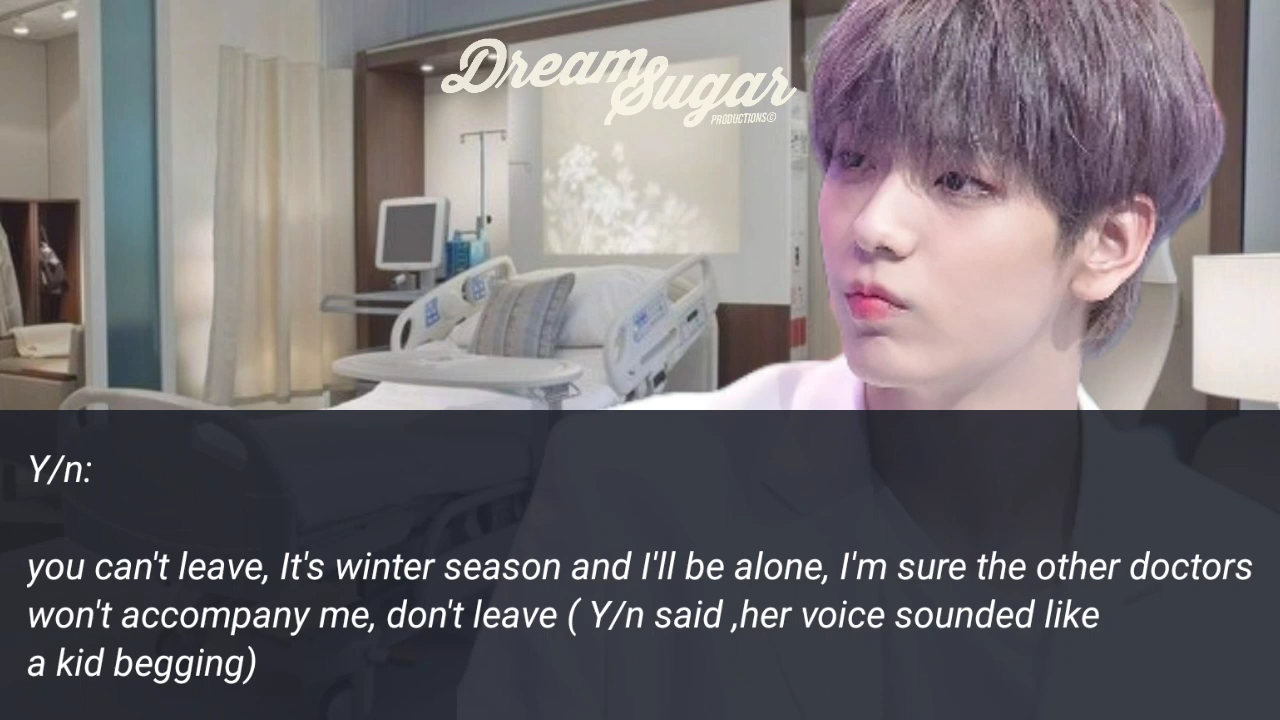 Dream Sugar
PRODUCTIONS©
Y/n:
you can't leave, It's winter season and I'll be alone, I'm sure the other doctors
won't accompany me, don't leave ( Y/n said ,her voice sounded like
a kid begging)